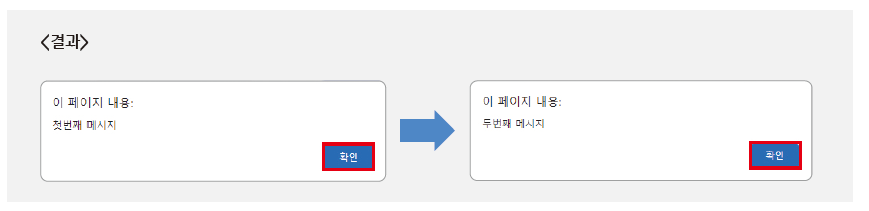 <결과>
이 페이지 내용:
첫번째 메시지
확인
이 페이지 내용:
두번째 메시지
확인